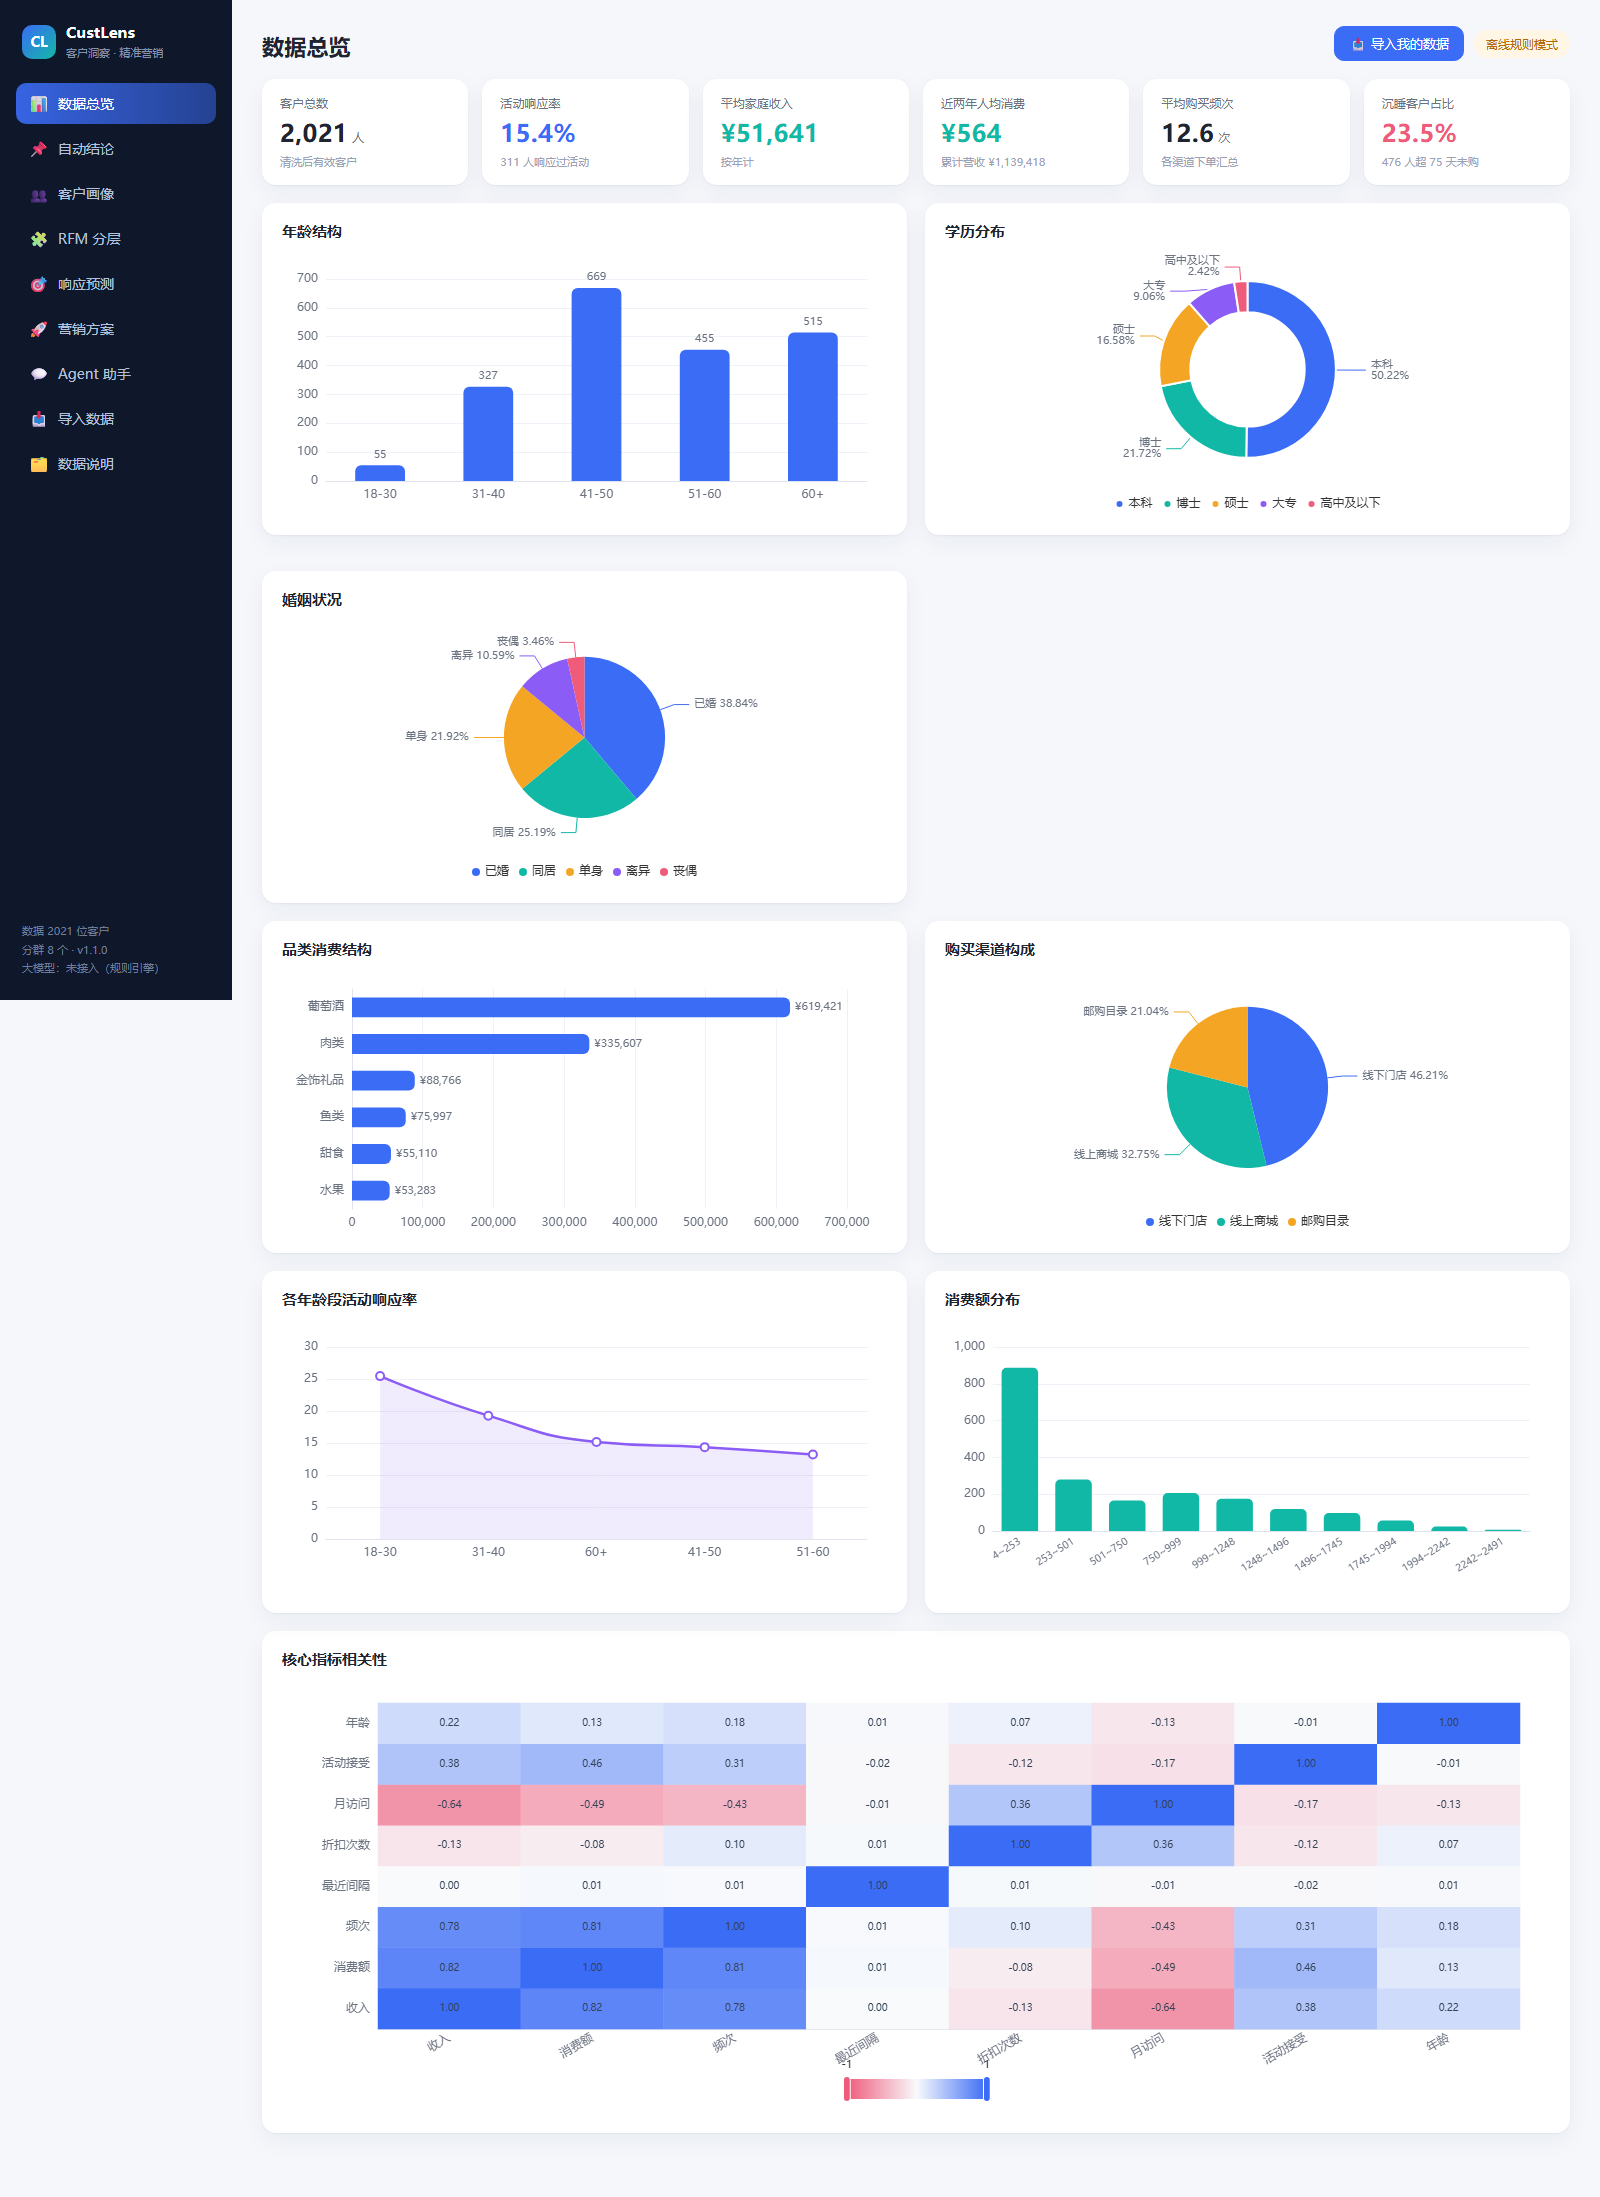 CL
CustLens
客户洞察 · 精准营销
数据总览
自动结论
客户画像
RFM 分层
响应预测
营销方案
Agent 助手
导入数据
数据说明
数据 2021 位客户
分群 8 个 · v1.1.0
大模型：未接入（规则引擎）
数据总览
导入我的数据
离线规则模式
客户总数
2,021 人
清洗后有效客户
活动响应率
15.4%
311 人响应过活动
平均家庭收入
¥51,641
按年计
近两年人均消费
¥564
累计营收 ¥1,139,418
平均购买频次
12.6 次
各渠道下单汇总
沉睡客户占比
23.5%
476 人超 75 天未购
年龄结构
700
600
500
400
300
200
100
0
55
327
669
455
515
18-30
31-40
41-50
51-60
60+
学历分布
高中及以下
2.42%
大专
9.06%
硕士
16.58%
博士
21.72%
本科
50.22%
本科
博士
硕士
大专
高中及以下
婚姻状况
丧偶 3.46%
离异 10.59%
单身 21.92%
同居 25.19%
已婚 38.84%
已婚
同居
单身
离异
丧偶
品类消费结构
葡萄酒 ¥619,421
肉类 ¥335,607
金饰礼品 ¥88,766
鱼类 ¥75,997
甜食 ¥55,110
水果 ¥53,283
0
100,000
200,000
300,000
400,000
500,000
600,000
700,000
购买渠道构成
邮购目录 21.04%
线下门店 46.21%
线上商城 32.75%
线下门店
线上商城
邮购目录
各年龄段活动响应率
30
25
20
15
10
5
0
18-30
31-40
60+
41-50
51-60
消费额分布
1,000
800
600
400
200
0
4~253
253~501
501~750
750~999
999~1248
1248~1496
1496~1745
1745~1994
1994~2242
2242~2491
核心指标相关性
年龄 0.22 0.13 0.18 0.01 0.07 -0.13 -0.01 1.00
活动接受 0.38 0.46 0.31 -0.02 -0.12 -0.17 1.00 -0.01
月访问 -0.64 -0.49 -0.43 -0.01 0.36 1.00 -0.17 -0.13
折扣次数 -0.13 -0.08 0.10 0.01 1.00 0.36 -0.12 0.07
最近间隔 0.00 0.01 0.01 1.00 0.01 -0.01 -0.02 0.01
频次 0.78 0.81 1.00 0.01 0.10 -0.43 0.31 0.18
消费额 0.82 1.00 0.81 0.01 -0.08 -0.49 0.46 0.13
收入 1.00 0.82 0.78 0.00 -0.13 -0.64 0.38 0.22
收入
消费额
频次
最近间隔
折扣次数
月访问
活动接受
年龄
-1
1